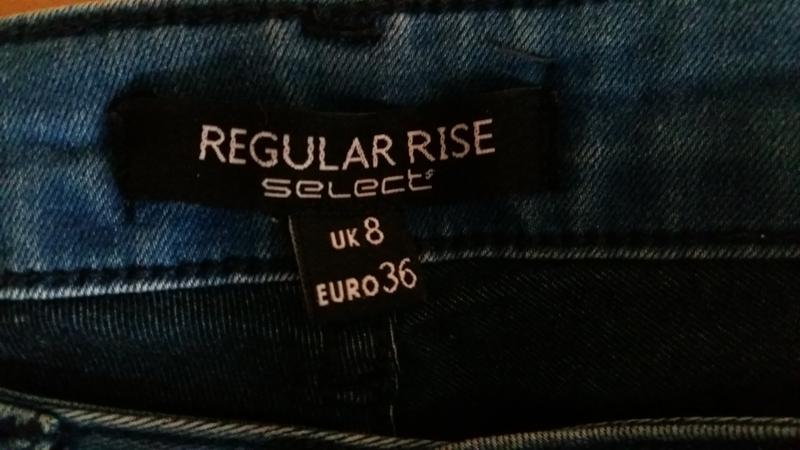 REGULAR RISE
SELECT
UK 8
EURO 36